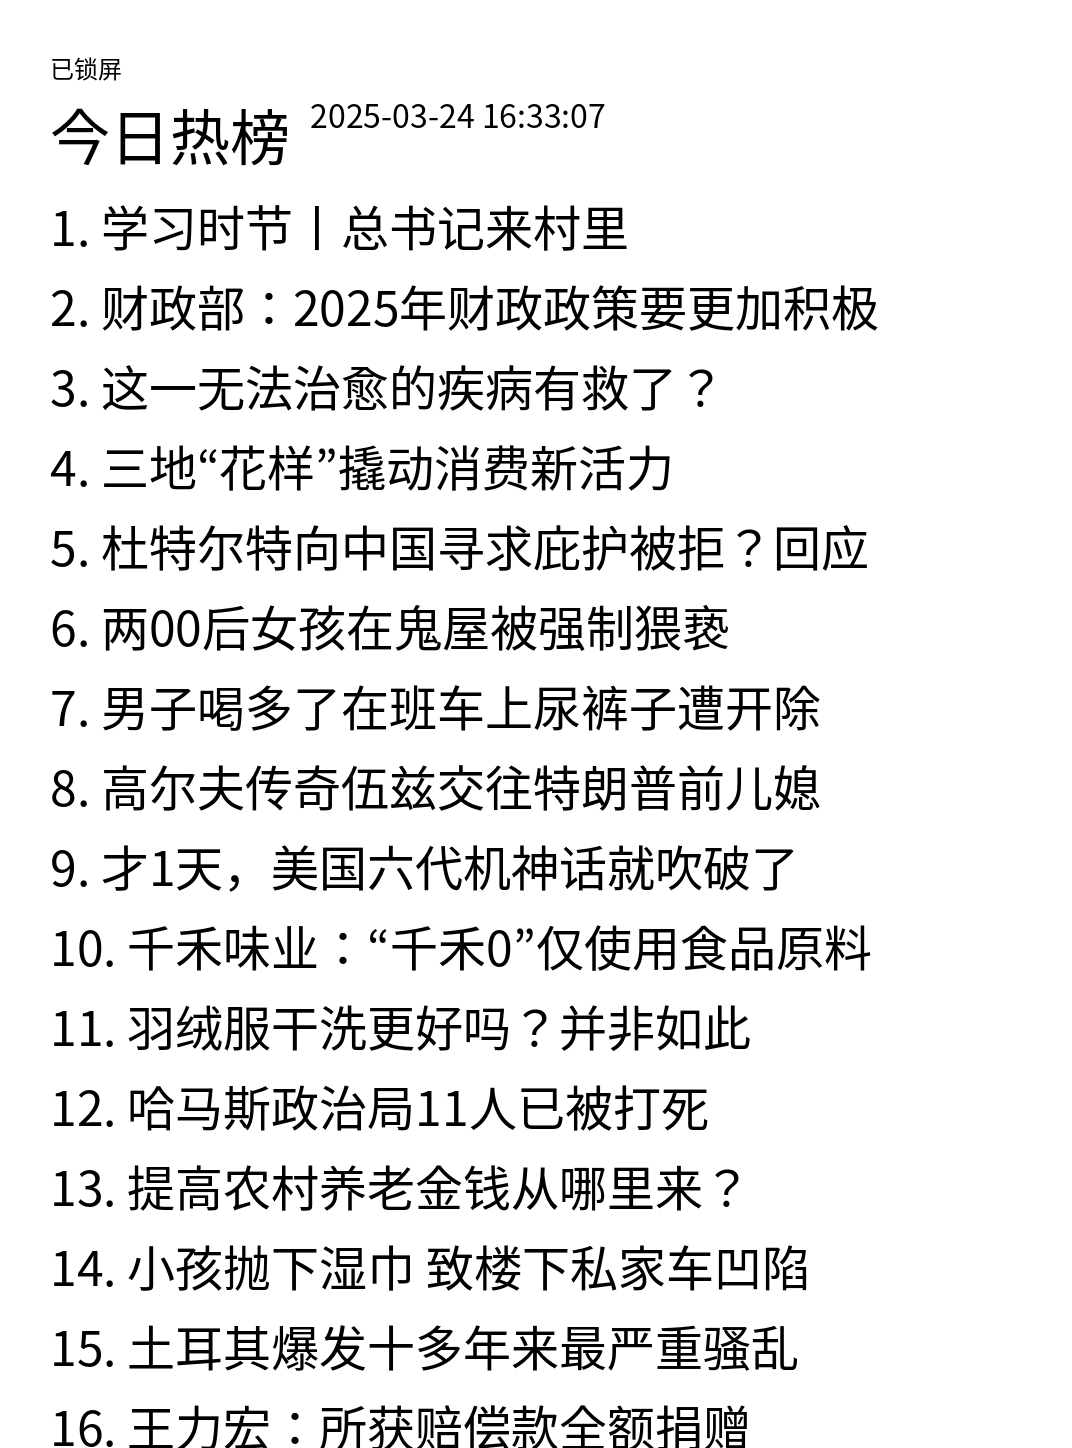 已锁屏
今日热榜 2025-03-24 16:33:07
1. 学习时节丨总书记来村里
2. 财政部：2025年财政政策要更加积极
3. 这一无法治愈的疾病有救了？
4. 三地“花样”撬动消费新活力
5. 杜特尔特向中国寻求庇护被拒？回应
6. 两00后女孩在鬼屋被强制猥亵
7. 男子喝多了在班车上尿裤子遭开除
8. 高尔夫传奇伍兹交往特朗普前儿媳
9. 才1天，美国六代机神话就吹破了
10. 千禾味业：“千禾0”仅使用食品原料
11. 羽绒服干洗更好吗？并非如此
12. 哈马斯政治局11人已被打死
13. 提高农村养老金钱从哪里来？
14. 小孩抛下湿巾 致楼下私家车凹陷
15. 土耳其爆发十多年来最严重骚乱
16. 王力宏：所获赔偿款全额捐赠